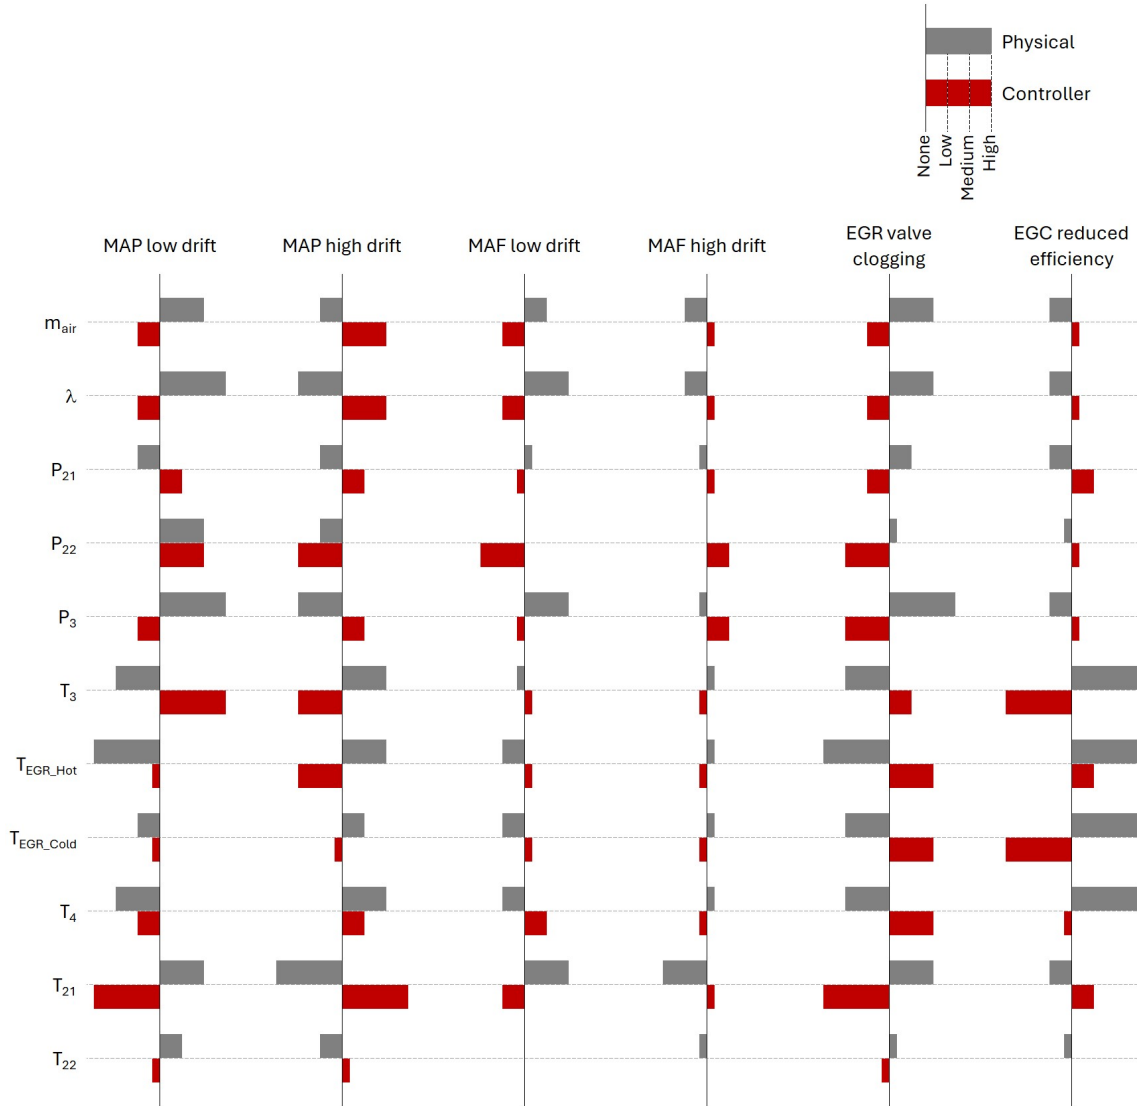 Physical
Controller
None
Low
Medium
High
MAP low drift
MAP high drift
MAF low drift
MAF high drift
EGR valve
clogging
EGC reduced
efficiency
mair
λ
P21
P22
P3
T3
TEGR_Hot
TEGR_Cold
T4
T21
T22